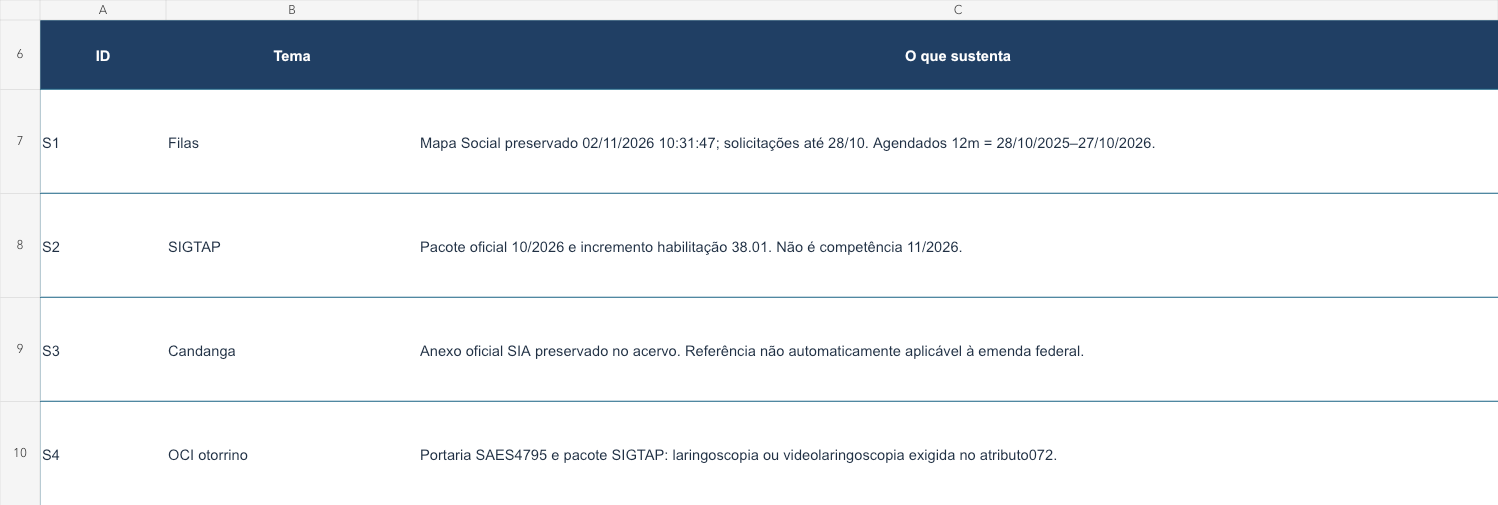 A B C
6 ID Tema O que sustenta
7 S1 Filas Mapa Social preservado 02/11/2026 10:31:47; solicitações até 28/10. Agendados 12m = 28/10/2025–27/10/2026.
8 S2 SIGTAP Pacote oficial 10/2026 e incremento habilitação 38.01. Não é competência 11/2026.
9 S3 Candanga Anexo oficial SIA preservado no acervo. Referência não automaticamente aplicável à emenda federal.
10 S4 OCI otorrino Portaria SAES4795 e pacote SIGTAP: laringoscopia ou videolaringoscopia exigida no atributo072.